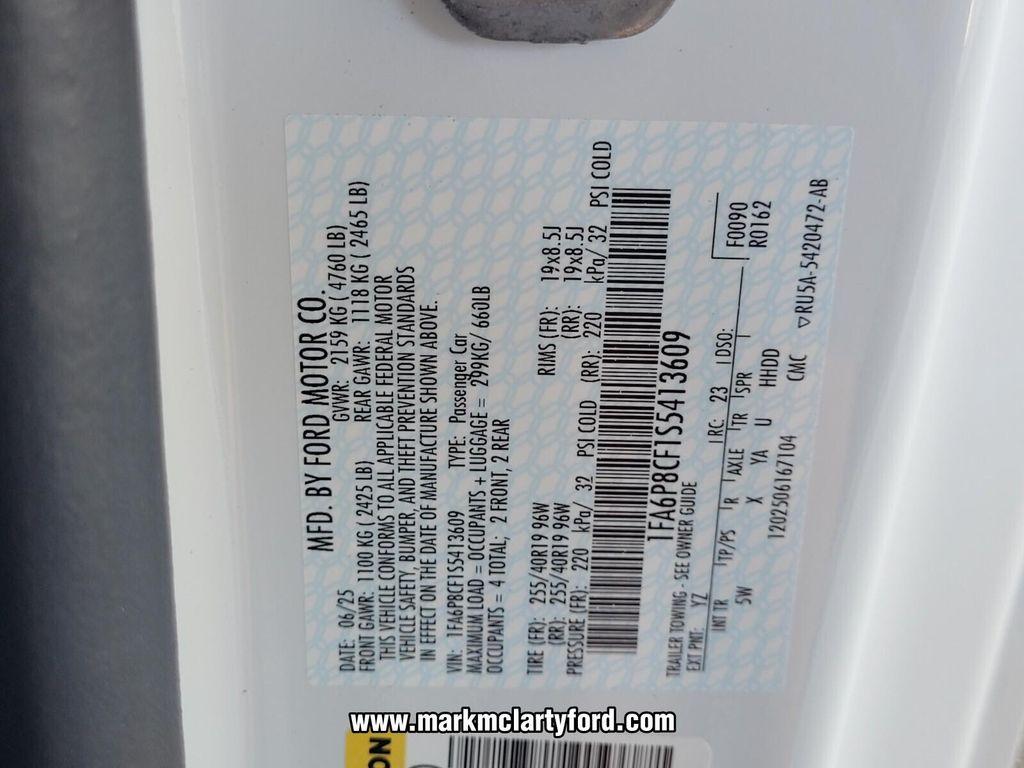 MFD. BY FORD MOTOR CO.
DATE: 06/25 GVWR: 2159 KG ( 4760 LB)
FRONT GAWR: 1100 KG ( 2425 LB) REAR GAWR: 1118 KG ( 2465 LB)
THIS VEHICLE CONFORMS TO ALL APPLICABLE FEDERAL MOTOR
VEHICLE SAFETY, BUMPER, AND THEFT PREVENTION STANDARDS
IN EFFECT ON THE DATE OF MANUFACTURE SHOWN ABOVE.
VIN: 1FA6P8CF1S5413609 TYPE: Passenger Car
MAXIMUM LOAD = OCCUPANTS + LUGGAGE = 299KG/ 660LB
OCCUPANTS = 4 TOTAL; 2 FRONT, 2 REAR
TIRE (FR): 255/40R19 96W RIMS (FR): 19x8.5J
(RR): 255/40R19 96W (RR): 19x8.5J
PRESSURE (FR): 220 kPa/ 32 PSI COLD (RR): 220 kPa/ 32 PSI COLD
1FA6P8CF1S5413609
TRAILER TOWING - SEE OWNER GUIDE
EXT PNT: YZ RC: 23 DSO: F0090
R0162
INT TR TP/PS R AXLE TR SPR
5W X YA U HHDD
1202506167104 CMC ▽RU5A-5420472-AB
ON
www.markmclartyford.com